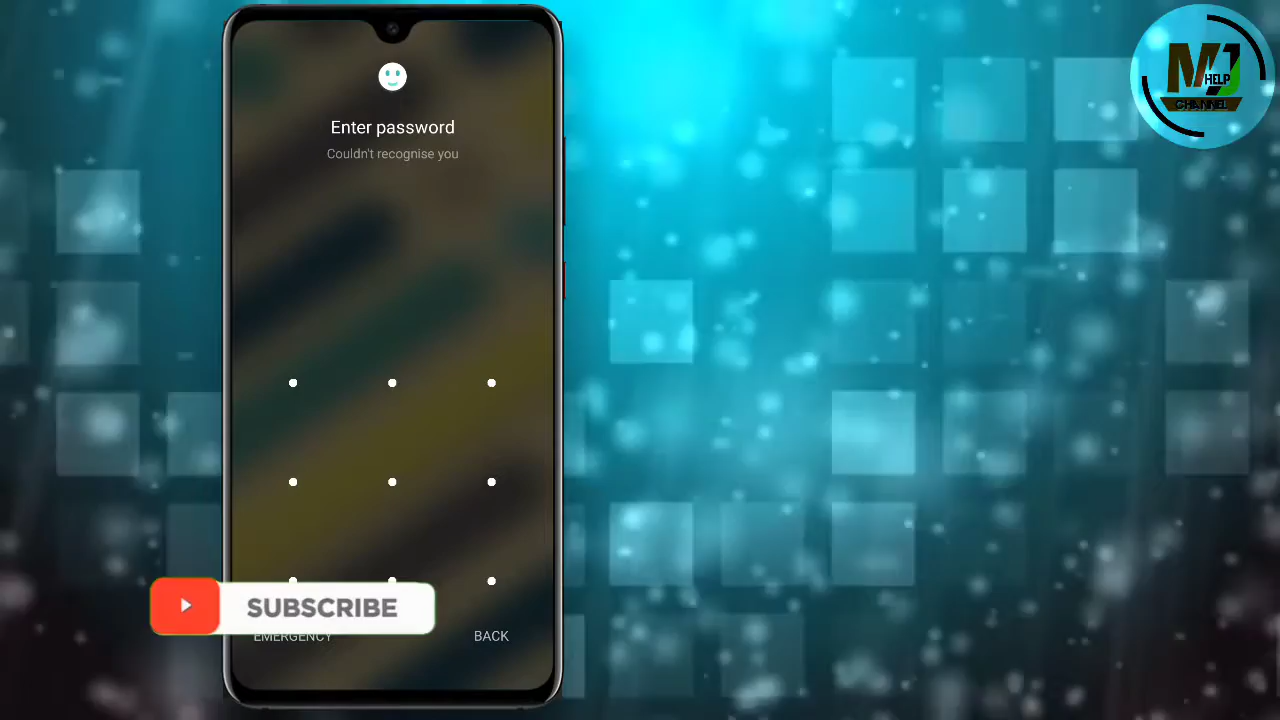 Enter password
Couldn't recognise you
SUBSCRIBE
EMERGENCY
BACK
MJ
HELP
CHANNEL